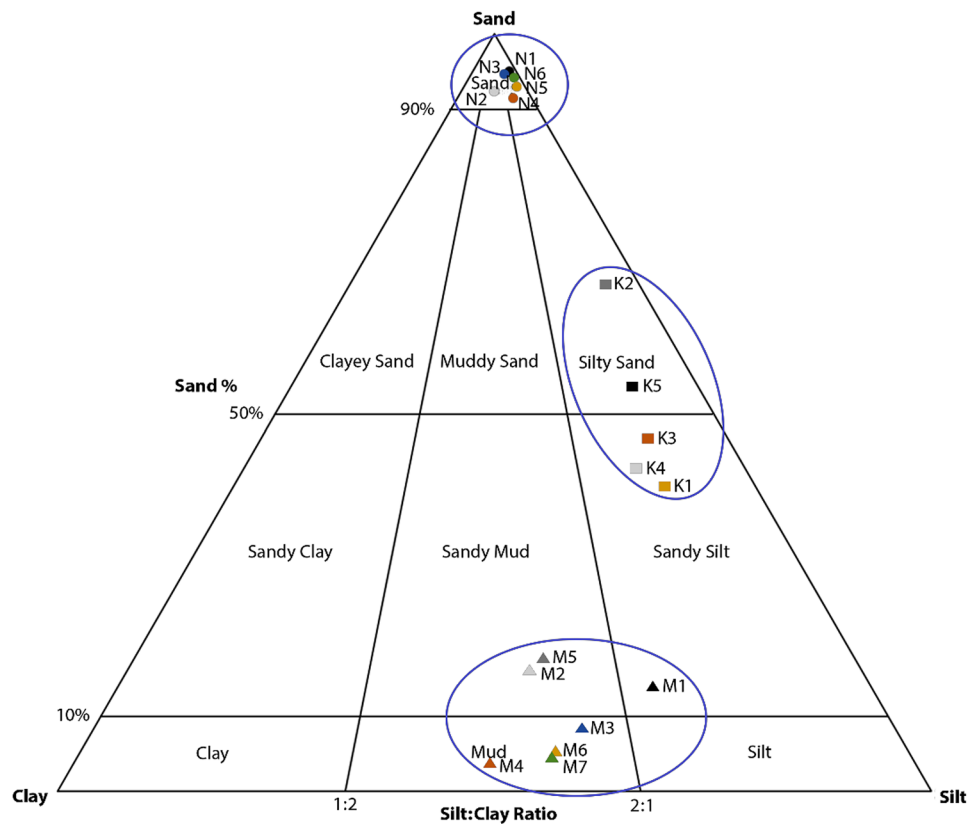 Sand
N1
N3
N6
Sand
N5
N2
N4
90%
K2
Clayey Sand
Muddy Sand
Silty Sand
Sand %
K5
50%
K3
K4
K1
Sandy Clay
Sandy Mud
Sandy Silt
M5
M2
M1
10%
M3
Clay
Mud
M6
Silt
M4
M7
Clay
Silt
1:2
2:1
Silt:Clay Ratio